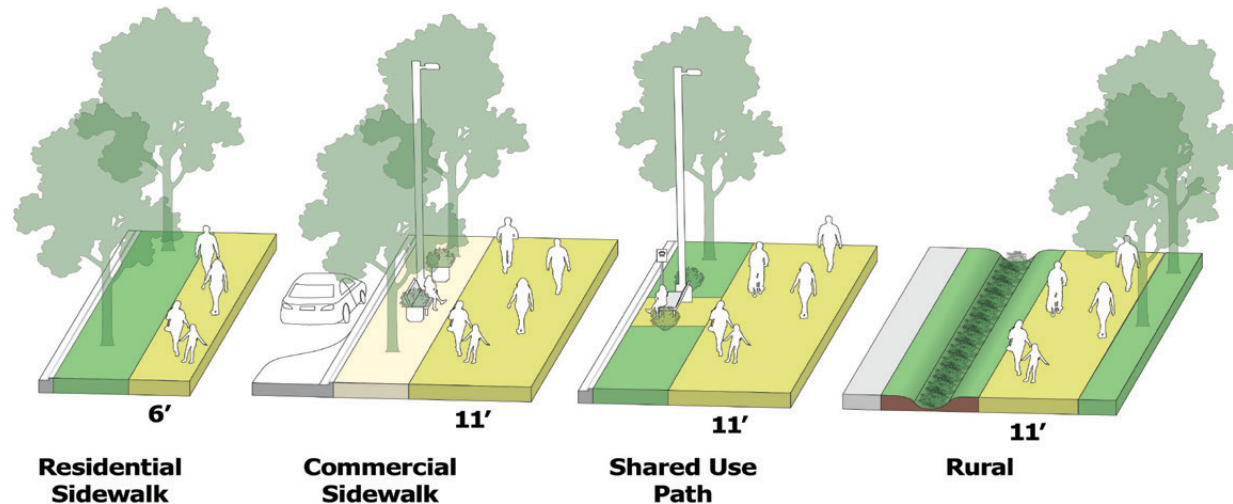 6’
11’
11’
11’
Residential
Sidewalk
Commercial
Sidewalk
Shared Use
Path
Rural